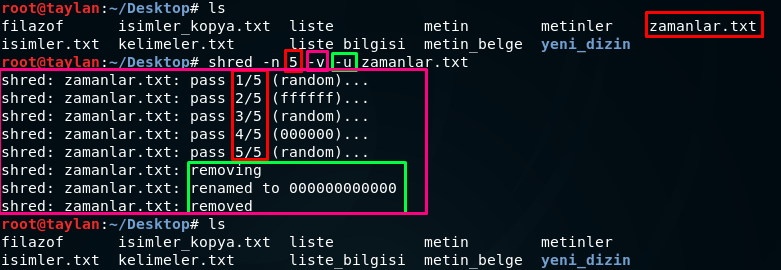 root@taylan:~/Desktop# ls
filazof      isimler_kopya.txt  liste         metin        metinler     zamanlar.txt
isimler.txt  kelimeler.txt      liste_bilgisi  metin_belge  yeni_dizin
root@taylan:~/Desktop# shred -n 5 -v -u zamanlar.txt
shred: zamanlar.txt: pass 1/5 (random)...
shred: zamanlar.txt: pass 2/5 (ffffff)...
shred: zamanlar.txt: pass 3/5 (random)...
shred: zamanlar.txt: pass 4/5 (000000)...
shred: zamanlar.txt: pass 5/5 (random)...
shred: zamanlar.txt: removing
shred: zamanlar.txt: renamed to 000000000000
shred: zamanlar.txt: removed
root@taylan:~/Desktop# ls
filazof      isimler_kopya.txt  liste         metin        metinler
isimler.txt  kelimeler.txt      liste_bilgisi  metin_belge  yeni_dizin